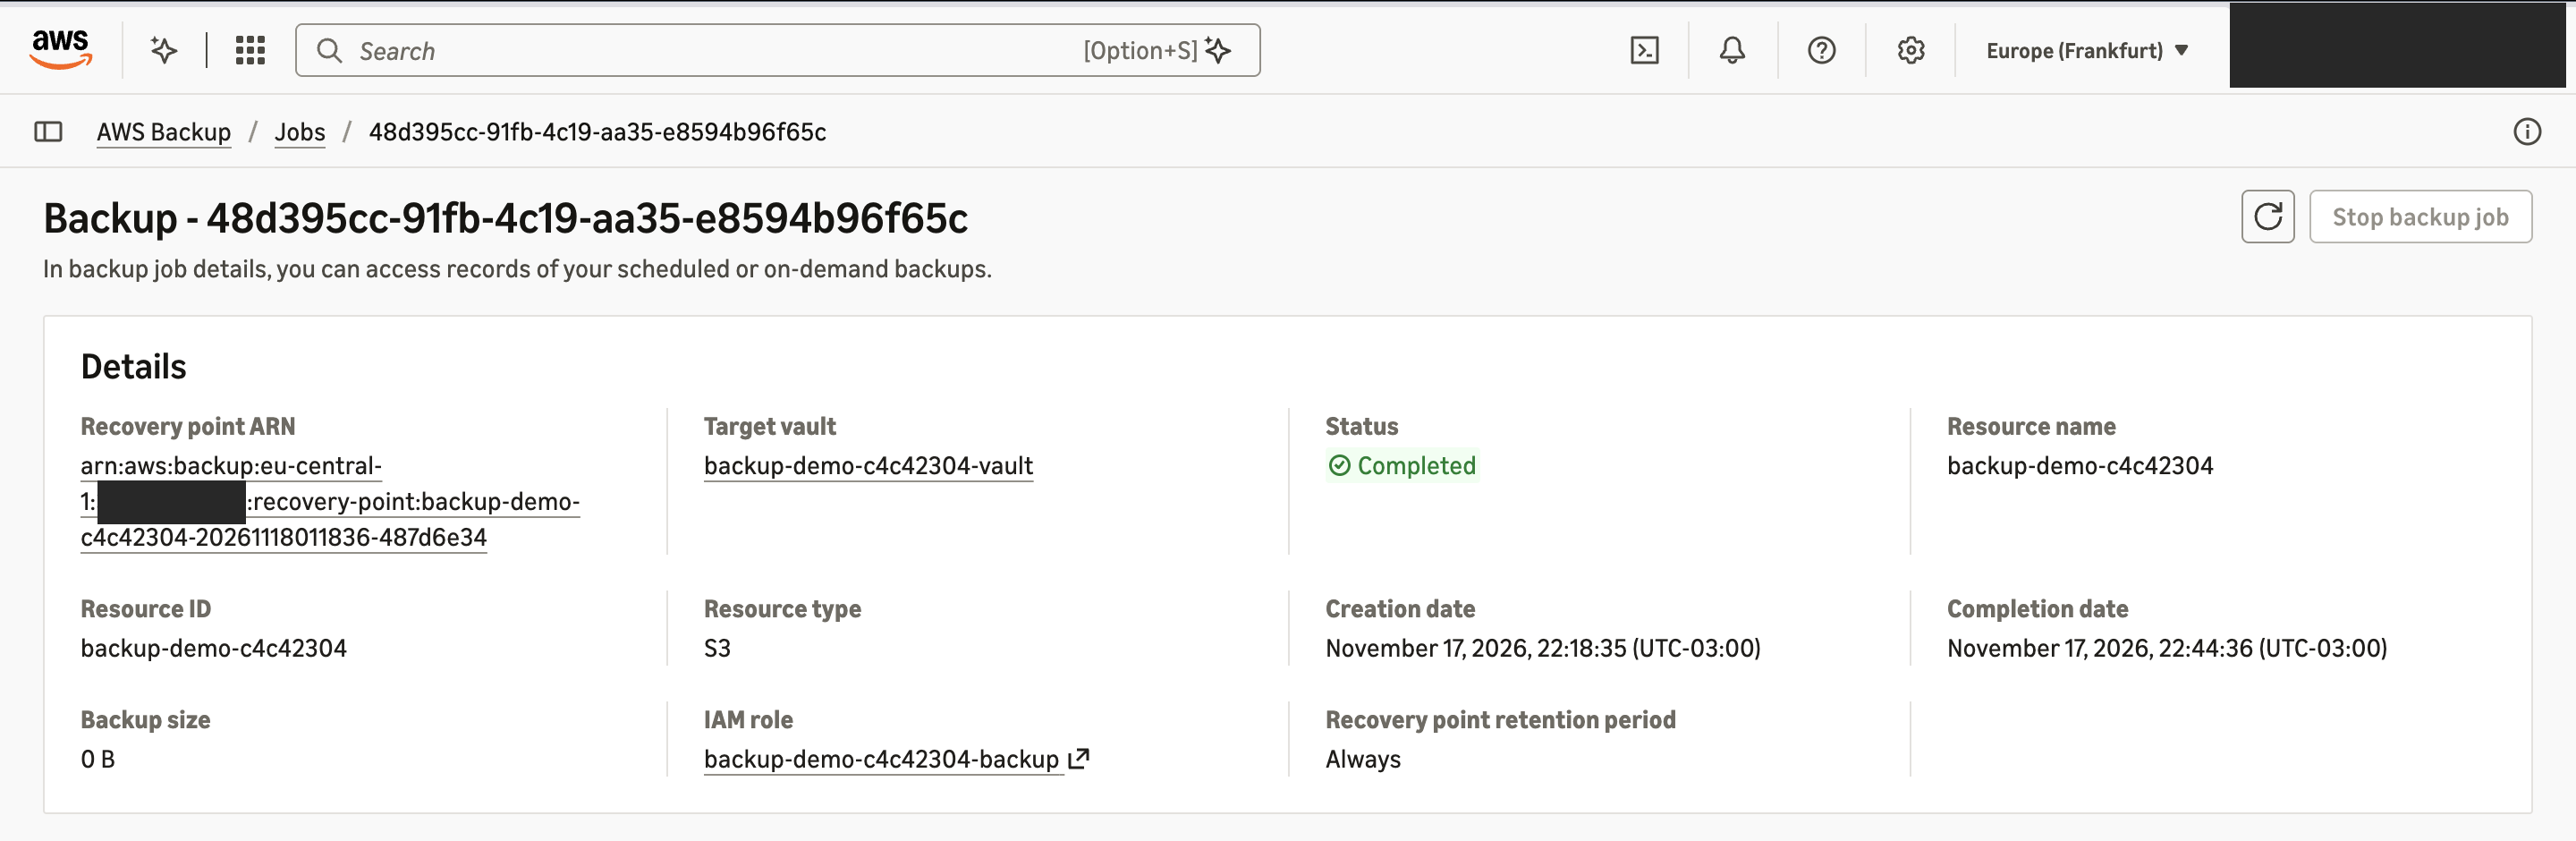 aws
Search
[Option+S]
Europe (Frankfurt)
AWS Backup / Jobs / 48d395cc-91fb-4c19-aa35-e8594b96f65c
Backup - 48d395cc-91fb-4c19-aa35-e8594b96f65c
Stop backup job
In backup job details, you can access records of your scheduled or on-demand backups.
Details
Recovery point ARN
arn:aws:backup:eu-central-
1: :recovery-point:backup-demo-
c4c42304-20261118011836-487d6e34
Target vault
backup-demo-c4c42304-vault
Status
Completed
Resource name
backup-demo-c4c42304
Resource ID
backup-demo-c4c42304
Resource type
S3
Creation date
November 17, 2026, 22:18:35 (UTC-03:00)
Completion date
November 17, 2026, 22:44:36 (UTC-03:00)
Backup size
0 B
IAM role
backup-demo-c4c42304-backup
Recovery point retention period
Always